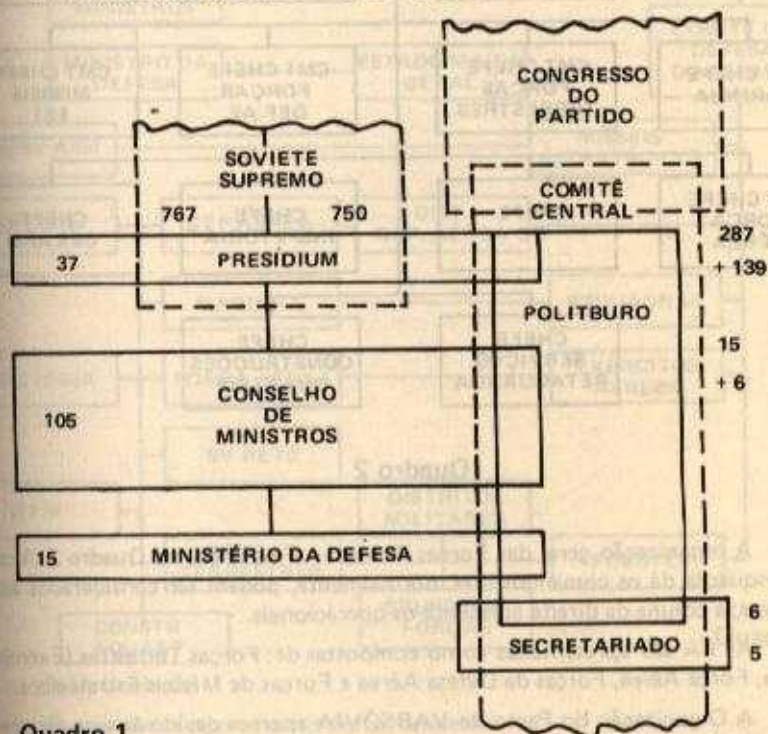 CONGRESSO
DO
PARTIDO
SOVIETE
SUPREMO
767 750
COMITÊ
CENTRAL
287
+ 139
37 PRESÍDIUM
POLITBURO
15
+ 6
105
CONSELHO
DE
MINISTROS
15 MINISTÉRIO DA DEFESA
6
SECRETARIADO
5
Quadro 1